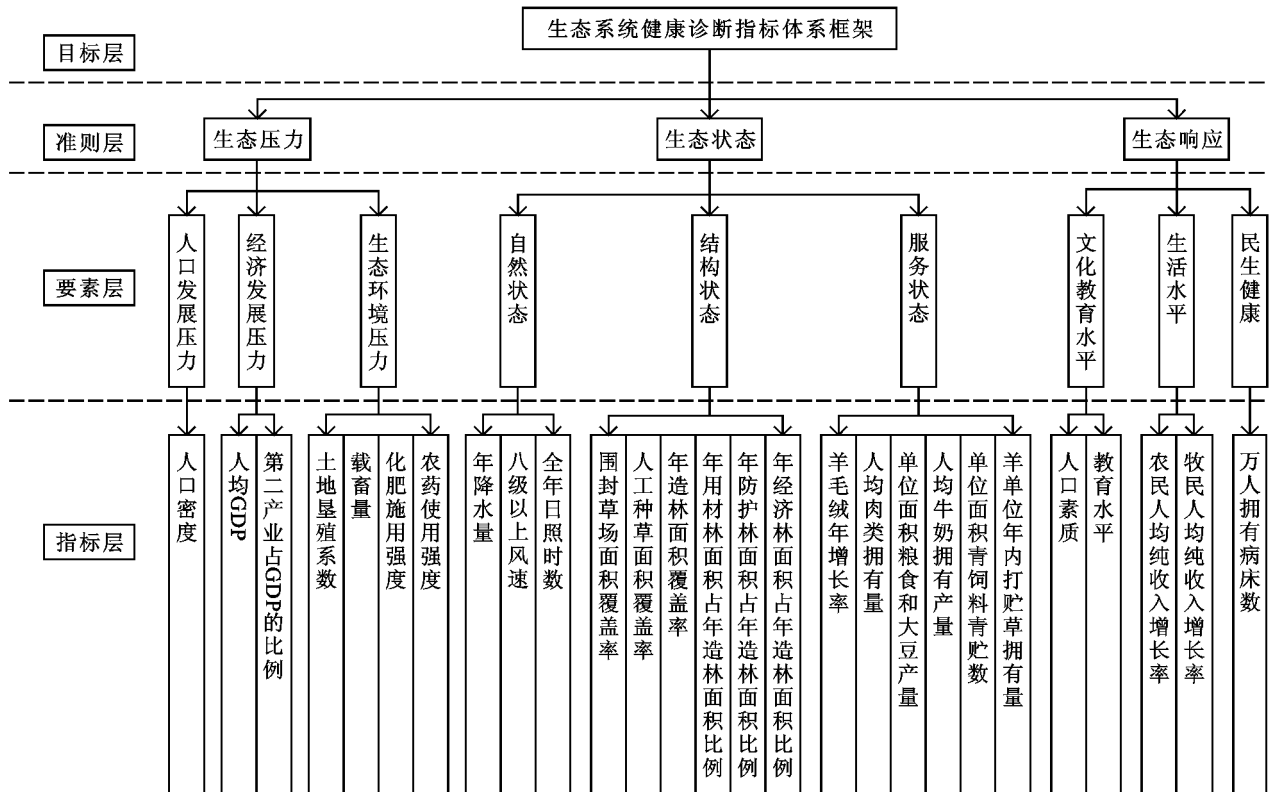 生态系统健康诊断指标体系框架
目标层
准则层
生态压力
生态状态
生态响应
要素层
人口发展压力
经济发展压力
生态环境压力
自然状态
结构状态
服务状态
文化教育水平
生活水平
民生健康
指标层
人口密度
人均GDP
第二产业占GDP的比例
土地垦殖系数
载畜量
化肥施用强度
农药使用强度
年降水量
八级以上风速
全年日照时数
围封草场面积覆盖率
人工种草面积覆盖率
年造林面积覆盖率
年用材林面积占年造林面积比例
年防护林面积占年造林面积比例
年经济林面积占年造林面积比例
羊毛绒年增长率
人均肉类拥有量
单位面积粮食和大豆产量
人均牛奶拥有产量
单位面积青饲料青贮数
羊单位年内打贮草拥有量
人口素质
教育水平
农民人均纯收入增长率
牧民人均纯收入增长率
万人拥有病床数